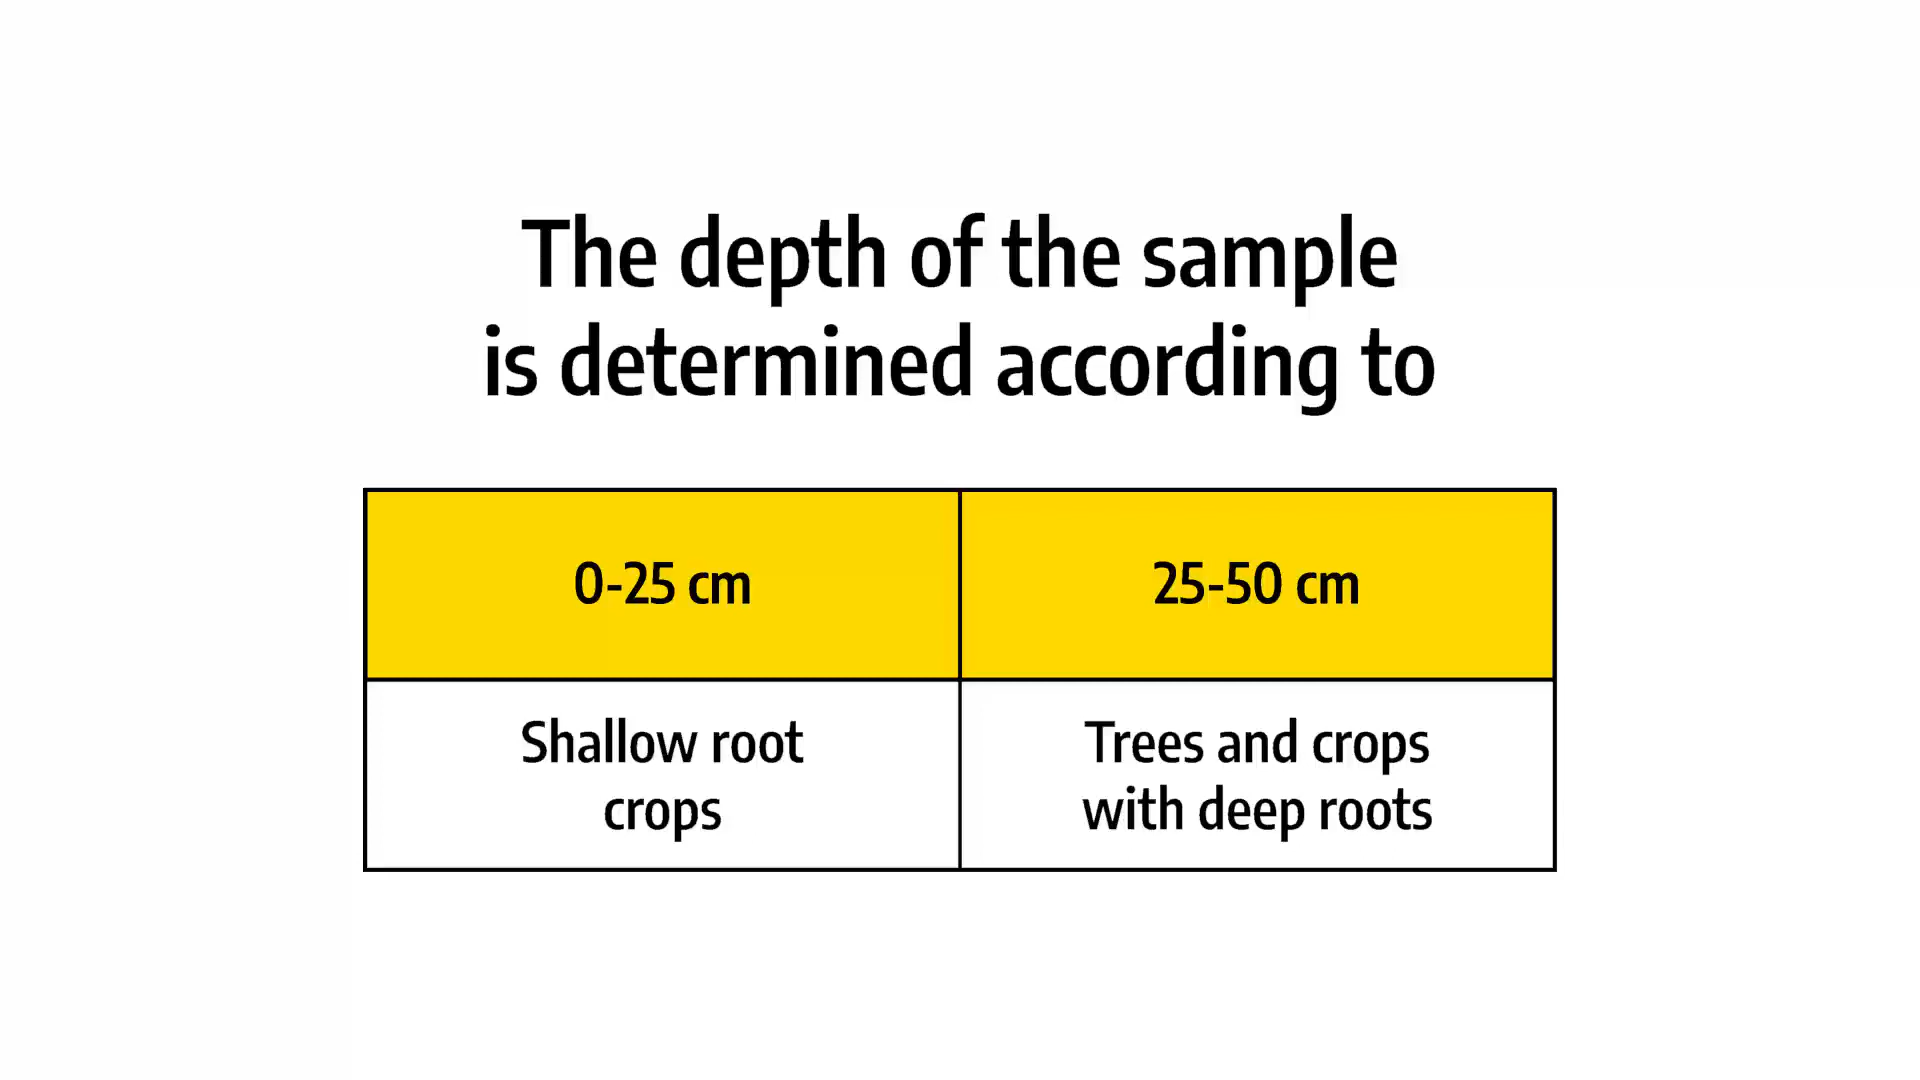 The depth of the sample
is determined according to
0-25 cm
25-50 cm
Shallow root
crops
Trees and crops
with deep roots